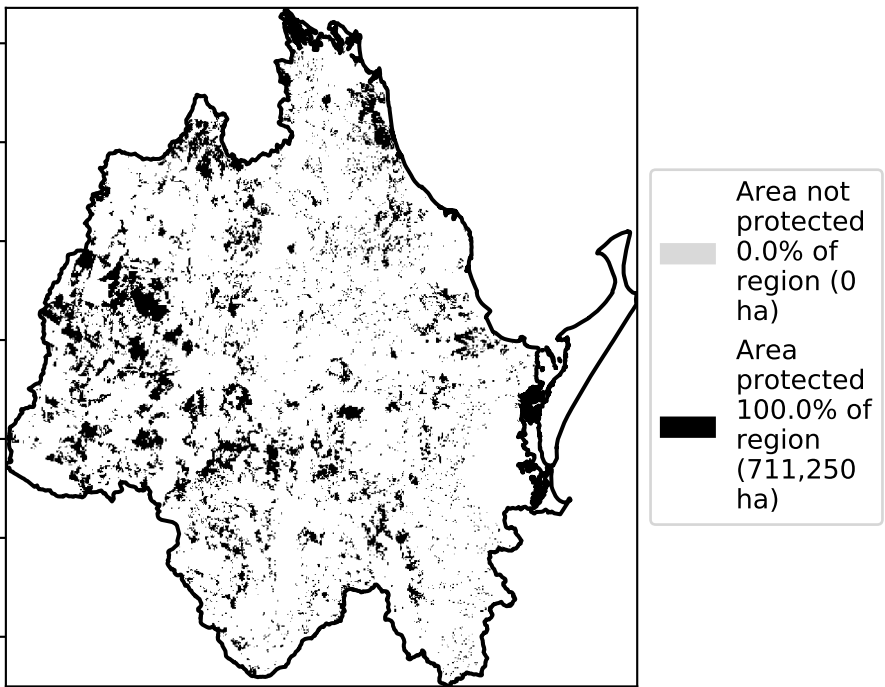 Area not
protected
0.0% of
region (0
ha)
Area
protected
100.0% of
region
(711,250
ha)